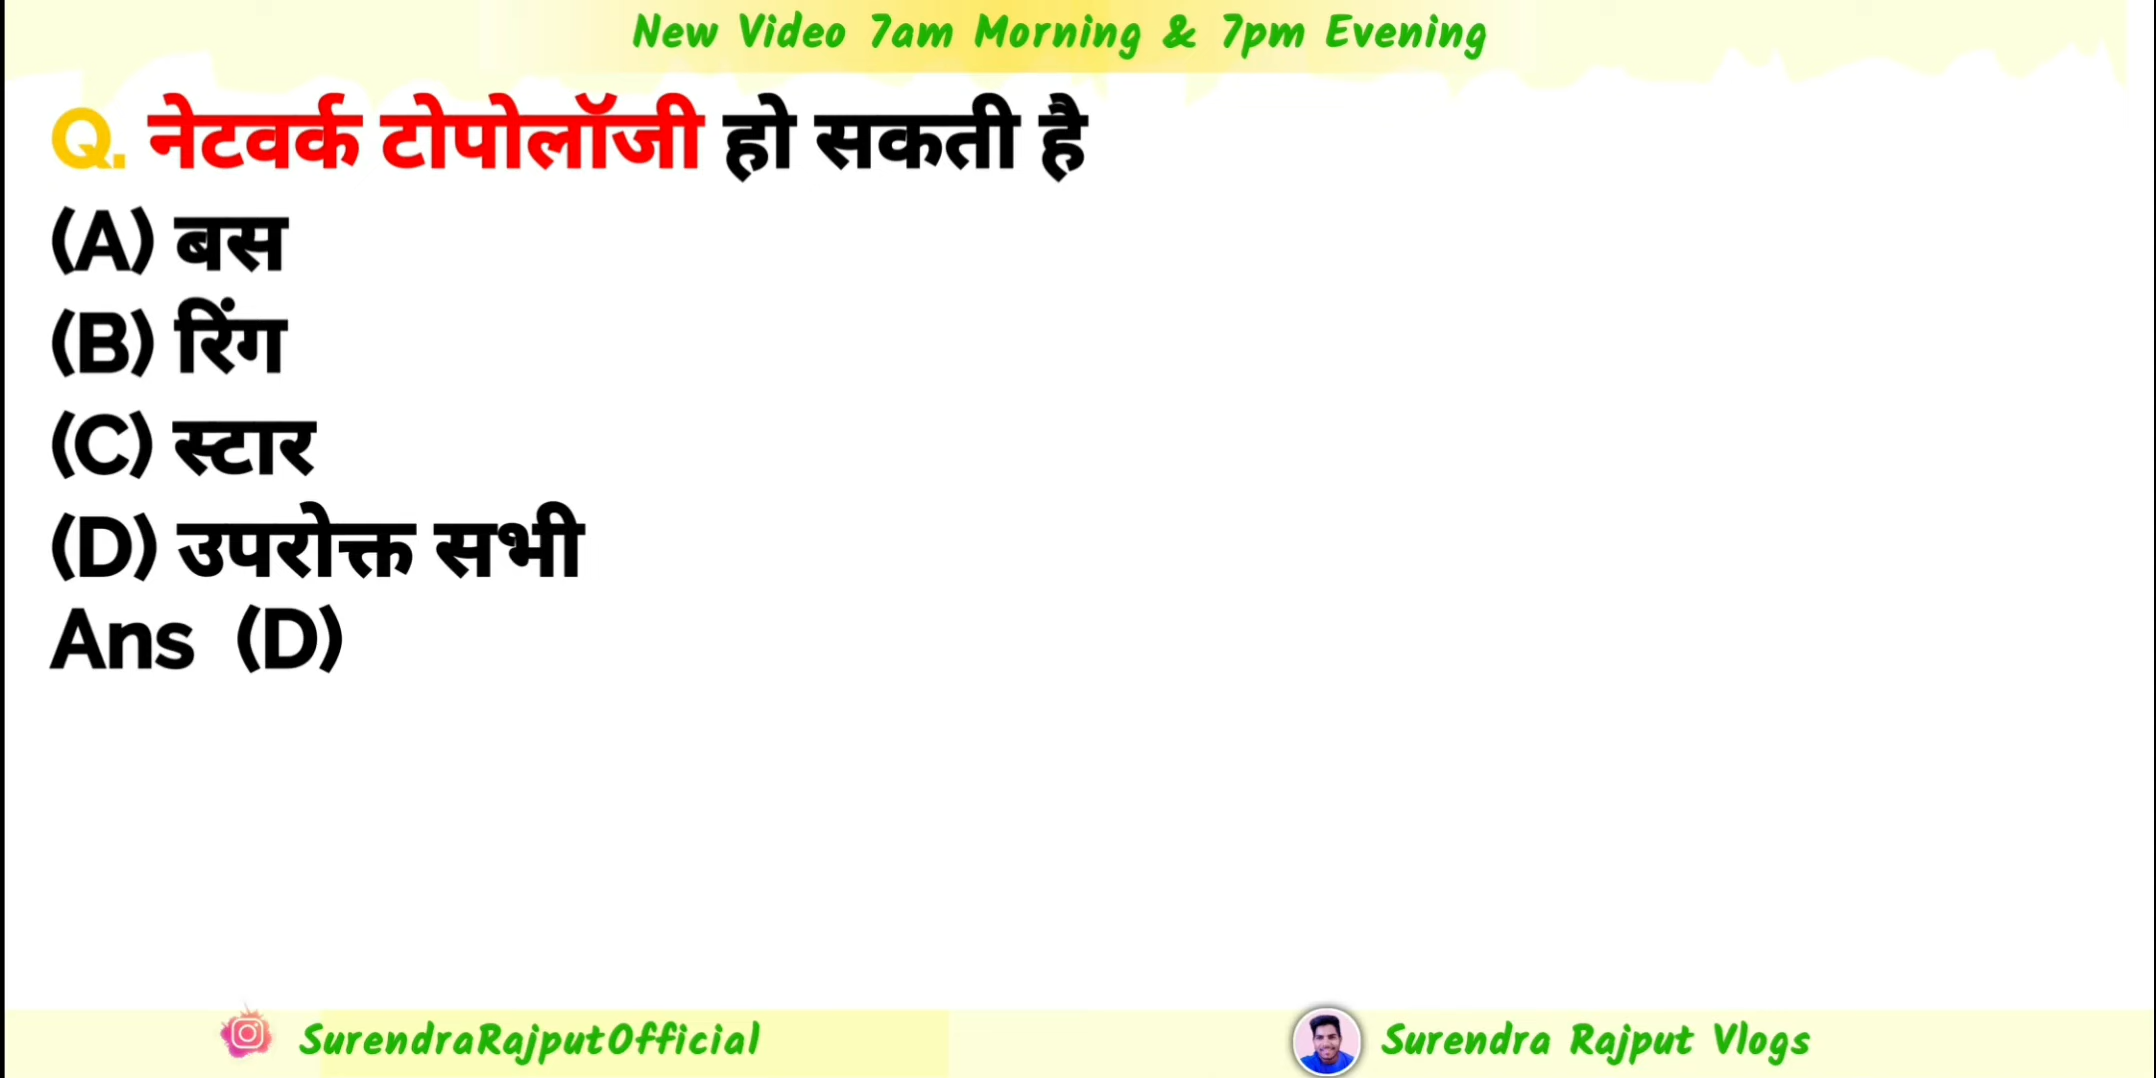 New Video 7am Morning & 7pm Evening
Q. नेटवर्क टोपोलॉजी हो सकती है
(A) बस
(B) रिंग
(C) स्टार
(D) उपरोक्त सभी
Ans (D)
SurendraRajputOfficial
Surendra Rajput Vlogs